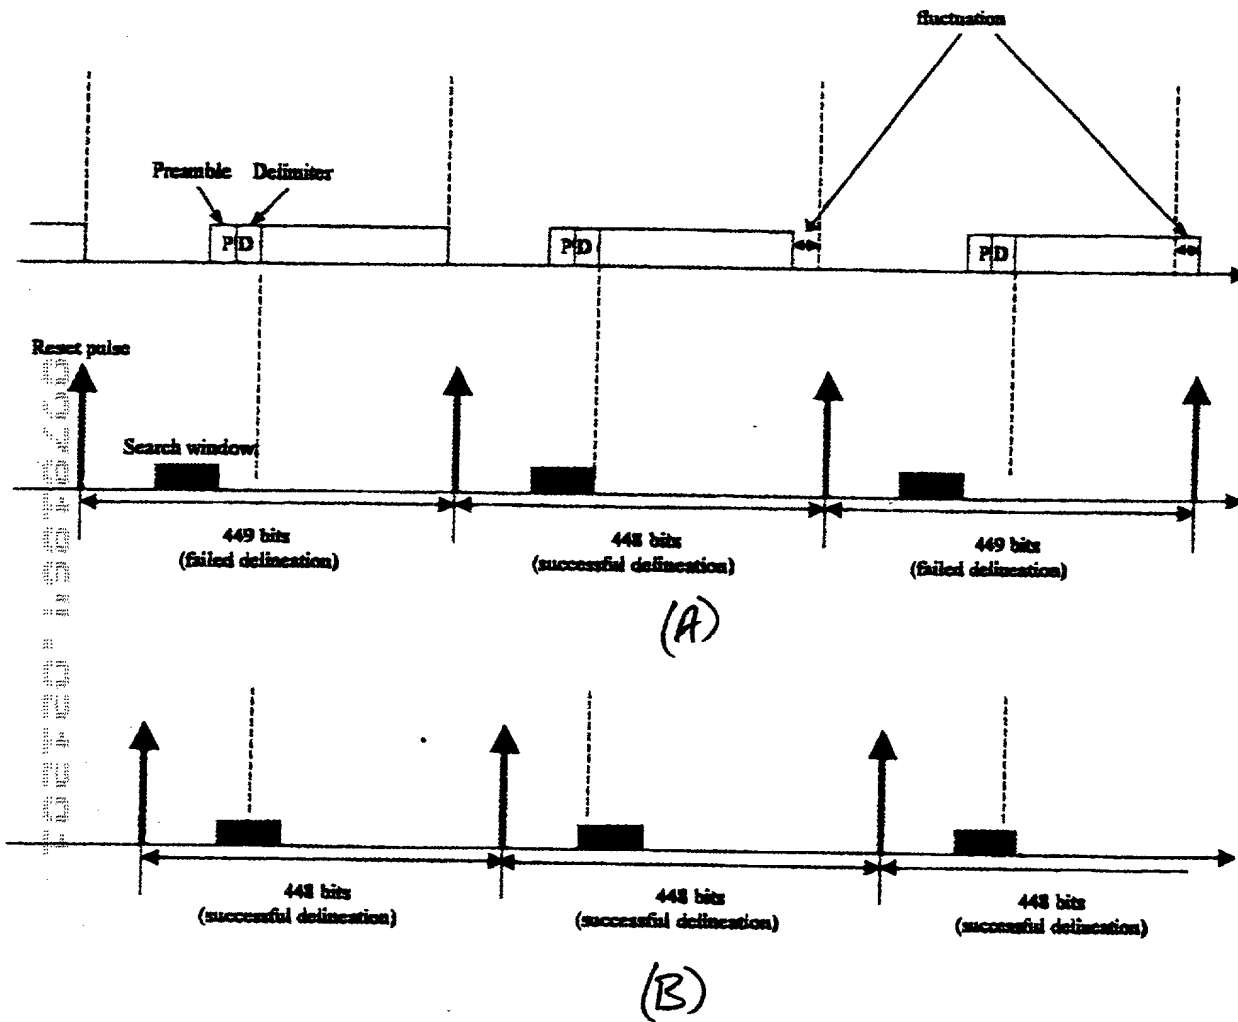 fluctuation
Preamble Delimiter
P D
P D
P D
Reset pulse
Search window
449 bits
(failed delineation)
448 bits
(successful delineation)
449 bits
(failed delineation)
(A)
448 bits
(successful delineation)
448 bits
(successful delineation)
448 bits
(successful delineation)
(B)